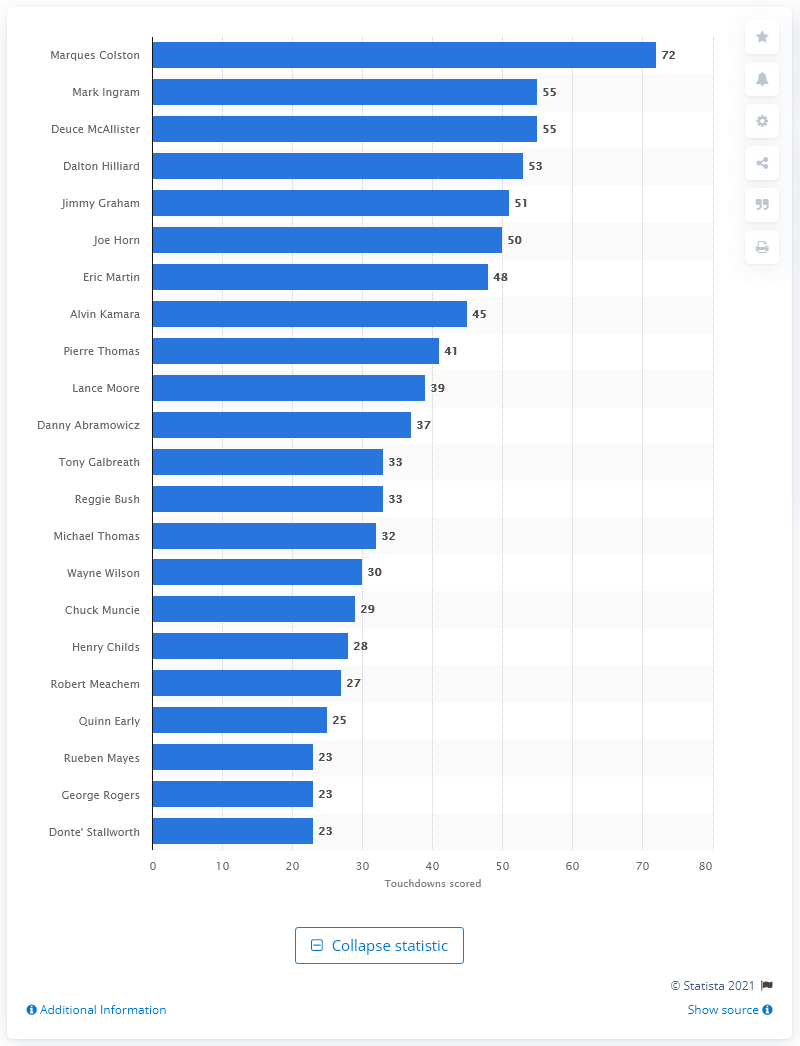 Marques Colston 72
Mark Ingram 55
Deuce McAllister 55
Dalton Hilliard 53
Jimmy Graham 51
Joe Horn 50
Eric Martin 48
Alvin Kamara 45
Pierre Thomas 41
Lance Moore 39
Danny Abramowicz 37
Tony Galbreath 33
Reggie Bush 33
Michael Thomas 32
Wayne Wilson 30
Chuck Muncie 29
Henry Childs 28
Robert Meachem 27
Quinn Early 25
Rueben Mayes 23
George Rogers 23
Donte' Stallworth 23
0 10 20 30 40 50 60 70 80
Touchdowns scored
Collapse statistic
© Statista 2021
Additional Information Show source